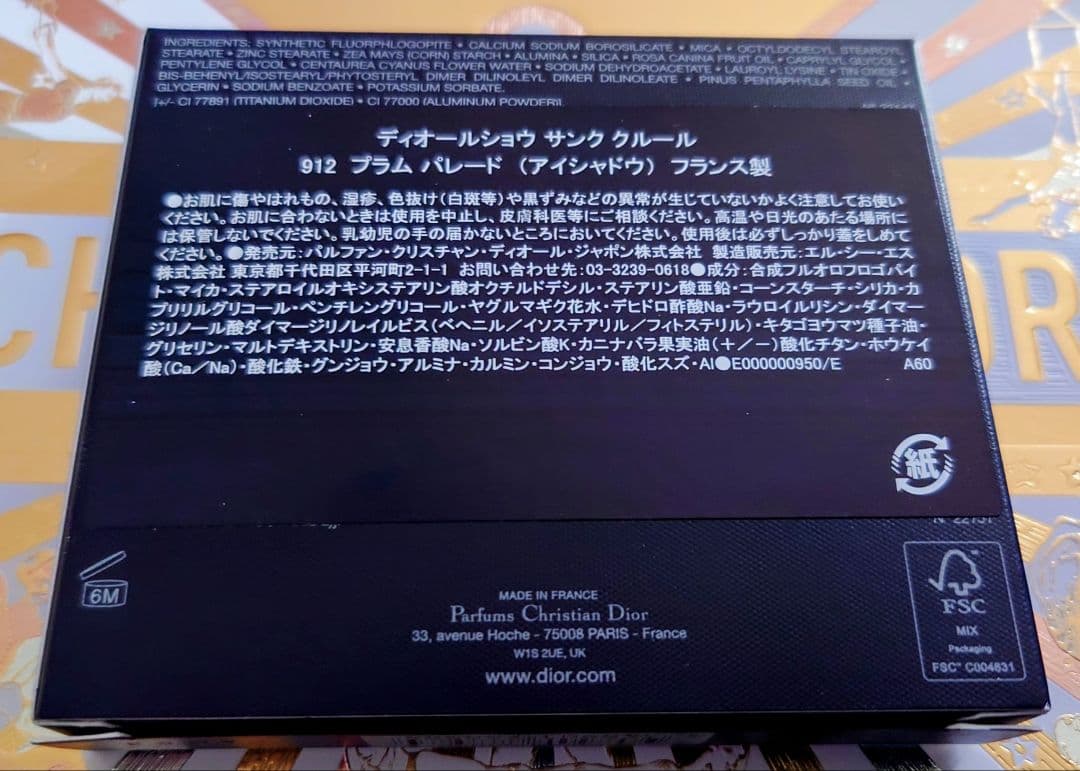 INGREDIENTS: SYNTHETIC FLUORPHLOGOPITE • CALCIUM SODIUM BOROSILICATE • MICA • OCTYLDODECYL STEAROYL
STEARATE • ZINC STEARATE • ZEA MAYS (CORN) STARCH • ALUMINA • SILICA • ROSA CANINA FRUIT OIL • CAPRYLYL GLYCOL
PENTYLENE GLYCOL • CENTAUREA CYANUS FLOWER WATER • SODIUM DEHYDROACETATE • LAUROYL LYSINE • TIN OXIDE •
BIS-BEHENYL/ISOSTEARYL/PHYTOSTERYL DIMER DILINOLEYL DIMER DILINOLEATE • PINUS PENTAPHYLLA SEED OIL
GLYCERIN • SODIUM BENZOATE • POTASSIUM SORBATE.
[+/- CI 77891 (TITANIUM DIOXIDE) • CI 77000 (ALUMINUM POWDER)].
ディオールショウ サンク クルール
912 プラム パレード (アイシャドウ) フランス製
●お肌に傷やはれもの、湿疹、色抜け(白斑等)や黒ずみなどの異常が生じていないかよく注意してお使い
ください。お肌に合わないときは使用を中止し、皮膚科医等にご相談ください。高温や日光のあたる場所に
は保管しないでください。乳幼児の手の届かないところにおいてください。使用後は必ずしっかり蓋をしめて
ください。●発売元:パルファン・クリスチャン・ディオール・ジャポン株式会社 製造販売元:エル・シー・エス
株式会社 東京都千代田区平河町2-1-1 お問い合わせ先:03-3239-0618●成分:合成フルオロフロゴパイ
ト・マイカ・ステアロイルオキシステアリン酸オクチルドデシル・ステアリン酸亜鉛・コーンスターチ・シリカ・カ
プリリルグリコール・ペンチレングリコール・ヤグルマギク花水・デヒドロ酢酸Na・ラウロイルリシン・ダイマー
ジリノール酸ダイマージリノレイルビス(ベヘニル/イソステアリル/フィトステリル)・キタゴヨウマツ種子油・
グリセリン・マルトデキストリン・安息香酸Na・ソルビン酸K・カニナバラ果実油(+/-)酸化チタン・ホウケイ
酸(Ca/Na)・酸化鉄・グンジョウ・アルミナ・カルミン・コンジョウ・酸化スズ・Al●E000000950/E A60
紙
6M
MADE IN FRANCE
Parfums Christian Dior
33, avenue Hoche - 75008 PARIS - France
W1S 2UE, UK
www.dior.com
FSC
MIX
Packaging
FSC™ C004831